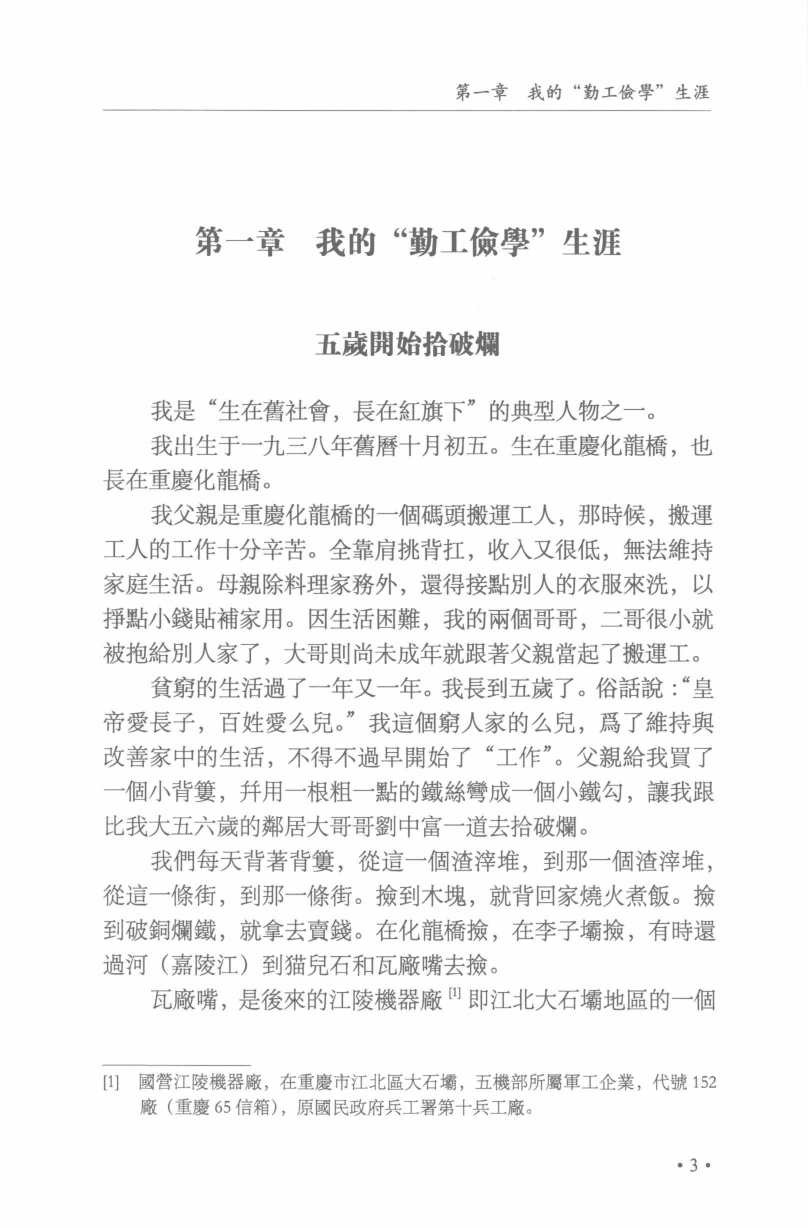 第一章　我的“勤工儉學”生涯
第一章　我的“勤工儉學”生涯
五歲開始拾破爛
我是“生在舊社會，長在紅旗下”的典型人物之一。
我出生于一九三八年舊曆十月初五。生在重慶化龍橋，也
長在重慶化龍橋。
我父親是重慶化龍橋的一個碼頭搬運工人，那時候，搬運
工人的工作十分辛苦。全靠肩挑背扛，收入又很低，無法維持
家庭生活。母親除料理家務外，還得接點別人的衣服來洗，以
掙點小錢貼補家用。因生活困難，我的兩個哥哥，二哥很小就
被抱給別人家了，大哥則尚未成年就跟著父親當起了搬運工。
貧窮的生活過了一年又一年。我長到五歲了。俗話說：“皇
帝愛長子，百姓愛么兒。”我這個窮人家的么兒，爲了維持與
改善家中的生活，不得不過早開始了“工作”。父親給我買了
一個小背簍，并用一根粗一點的鐵絲彎成一個小鐵勾，讓我跟
比我大五六歲的鄰居大哥哥劉中富一道去拾破爛。
我們每天背著背簍，從這一個渣滓堆，到那一個渣滓堆，
從這一條街，到那一條街。撿到木塊，就背回家燒火煮飯。撿
到破銅爛鐵，就拿去賣錢。在化龍橋撿，在李子壩撿，有時還
過河（嘉陵江）到猫兒石和瓦廠嘴去撿。
瓦廠嘴，是後來的江陵機器廠[1]即江北大石壩地區的一個
[1]　國營江陵機器廠，在重慶市江北區大石壩，五機部所屬軍工企業，代號 152
廠（重慶 65 信箱），原國民政府兵工署第十兵工廠。
·3·